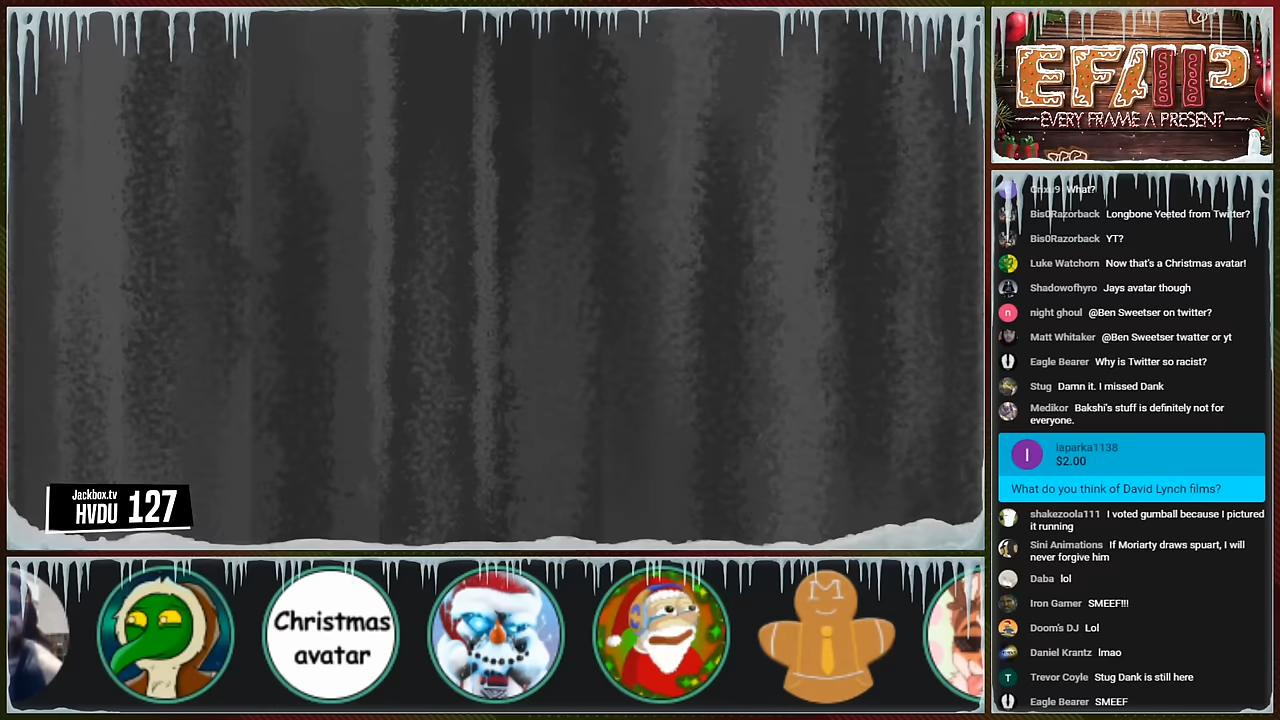 EFAIIP
EVERY FRAME A PRESENT
What?
Bis0Razorback Longbone Yeeted from Twitter?
Bis0Razorback YT?
Luke Watchorn Now that's a Christmas avatar!
Shadowofhyro Jays avatar though
n night ghoul @Ben Sweetser on twitter?
Matt Whitaker @Ben Sweetser twatter or yt
Eagle Bearer Why is Twitter so racist?
Stug Damn it. I missed Dank
Medikor Bakshi's stuff is definitely not for
everyone.
l laparka1138
$2.00
What do you think of David Lynch films?
shakezoola111 I voted gumball because I pictured
it running
Sini Animations If Moriarty draws spuart, I will
never forgive him
Daba lol
Iron Gamer SMEEF!!!
Doom's DJ Lol
Daniel Krantz lmao
T Trevor Coyle Stug Dank is still here
Eagle Bearer SMEEF
Jackbox.tv
HVDU 127
Christmas
avatar
M